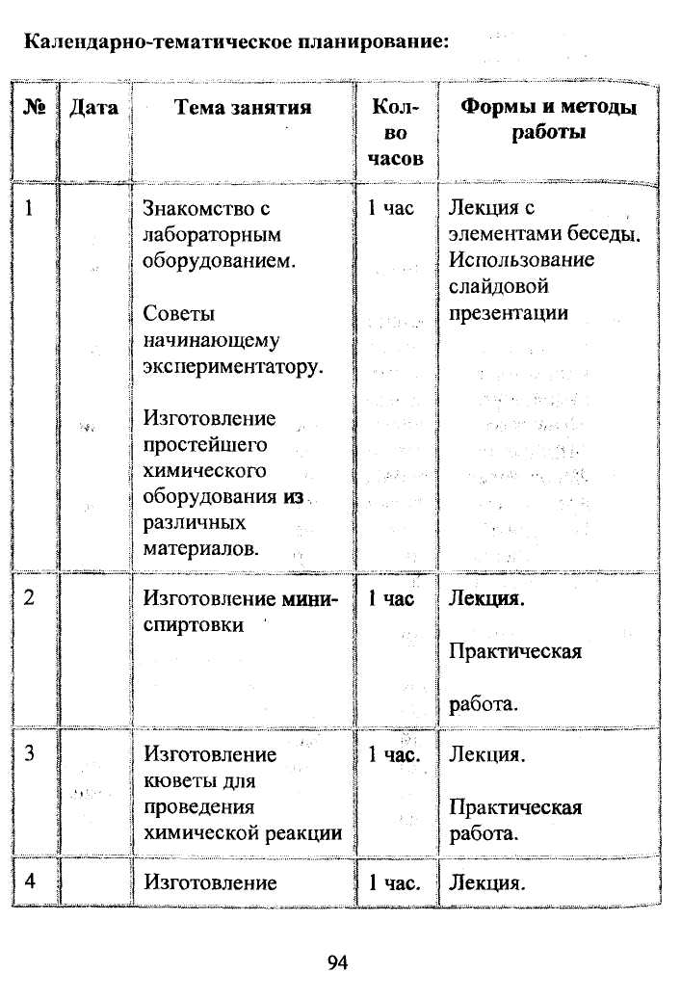 Календарно-тематическое планирование:
№ Дата Тема занятия Кол-во часов Формы и методы работы
1 Знакомство с 1 час Лекция с
лабораторным элементами беседы.
оборудованием. Использование
слайдовой
Советы презентации
начинающему
экспериментатору.
Изготовление
простейшего
химического
оборудования из
различных
материалов.
2 Изготовление мини- 1 час Лекция.
спиртовки
Практическая
работа.
3 Изготовление 1 час. Лекция.
кюветы для
проведения Практическая
химической реакции работа.
4 Изготовление 1 час. Лекция.
94